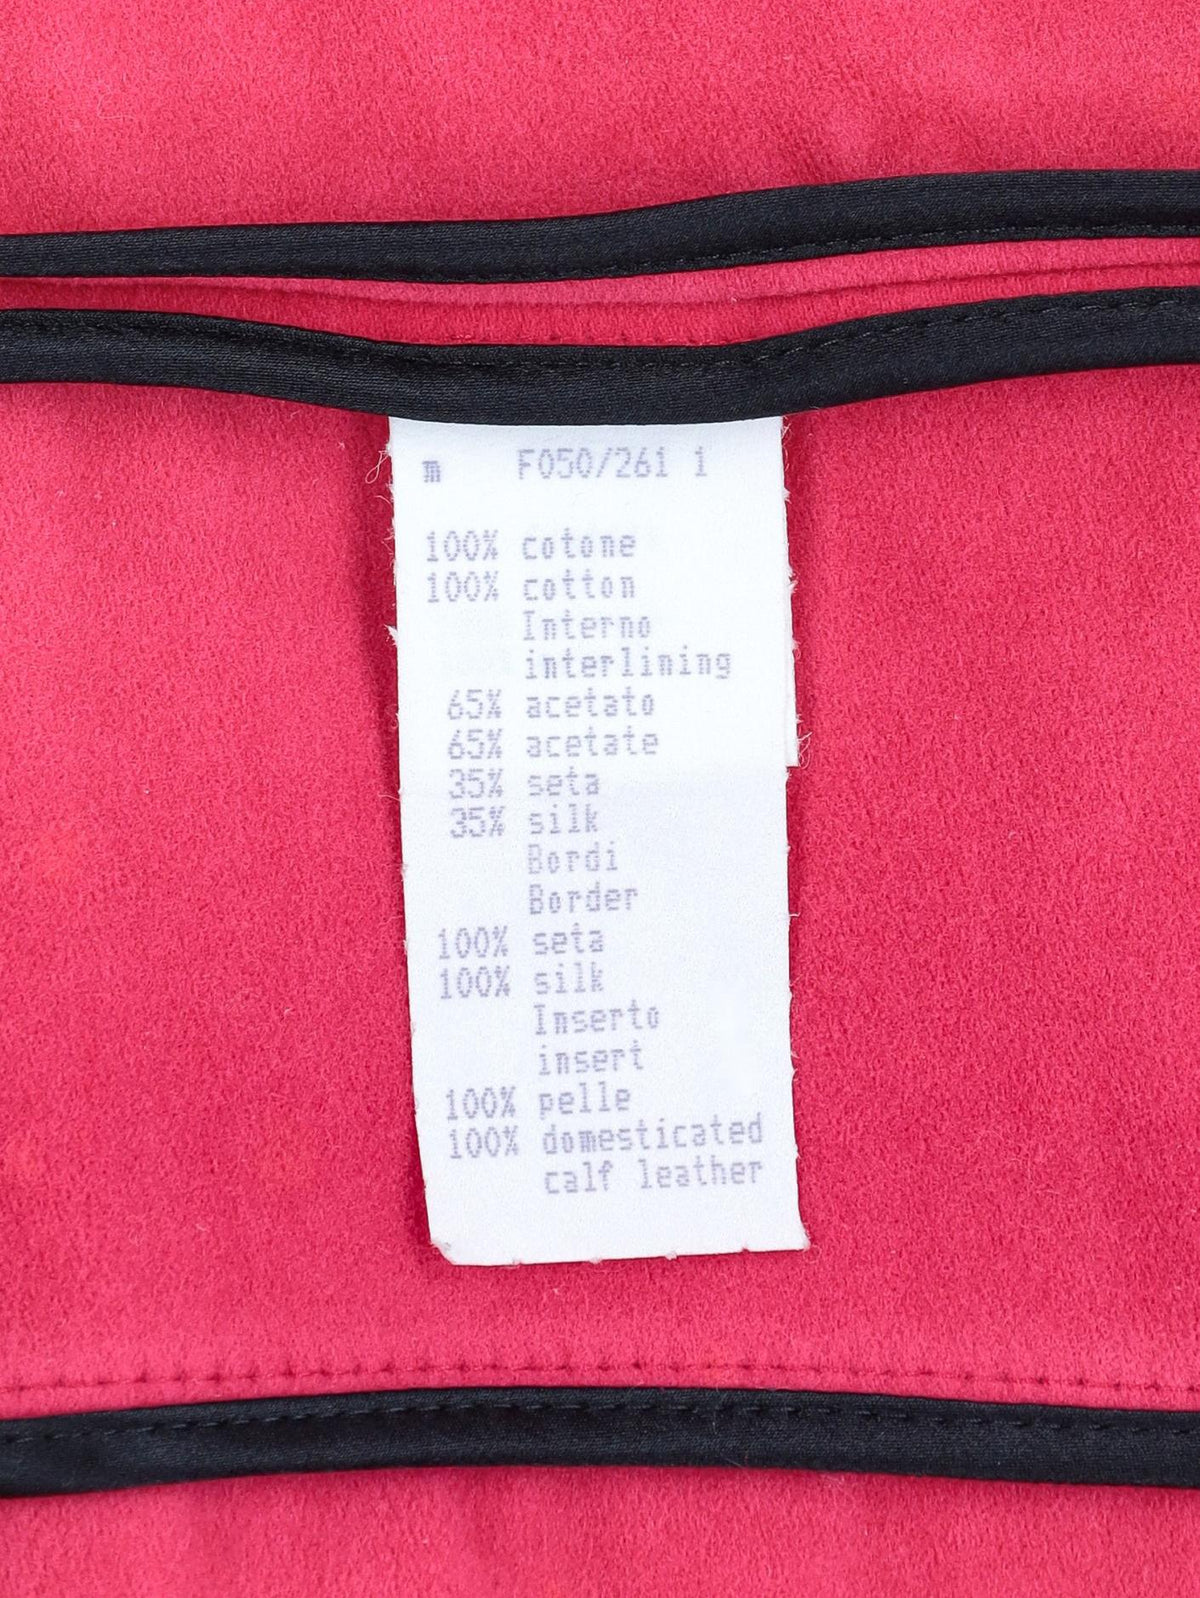 m F050/261 1
100% cotone
100% cotton
Interno
interlining
65% acetato
65% acetate
35% seta
35% silk
Bordi
Border
100% seta
100% silk
Inserto
insert
100% pelle
100% domesticated
calf leather